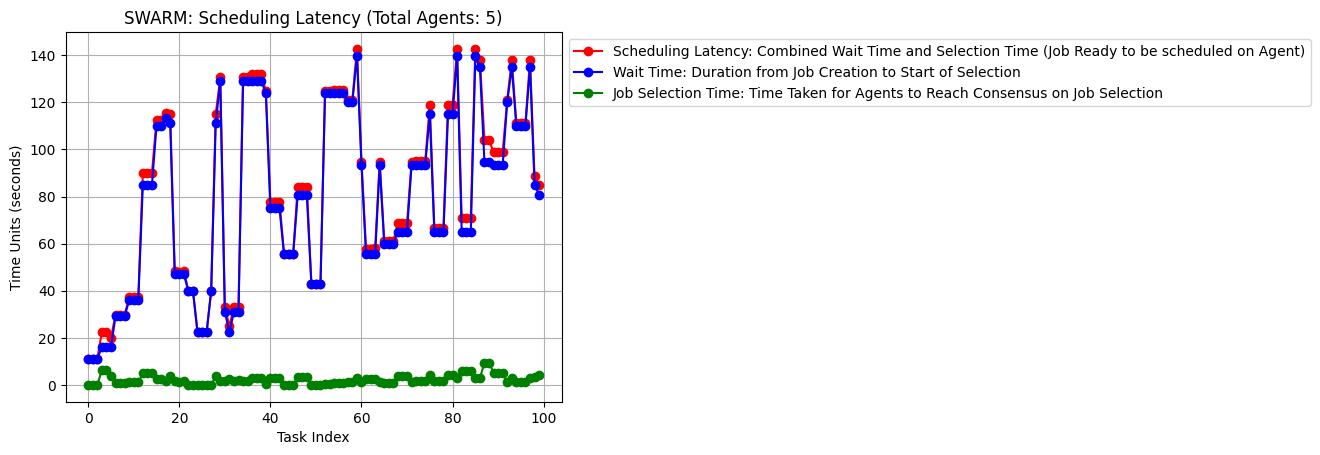 SWARM: Scheduling Latency (Total Agents: 5)
Scheduling Latency: Combined Wait Time and Selection Time (Job Ready to be scheduled on Agent)
Wait Time: Duration from Job Creation to Start of Selection
Job Selection Time: Time Taken for Agents to Reach Consensus on Job Selection
Time Units (seconds)
140
120
100
80
60
40
20
0
0 20 40 60 80 100
Task Index